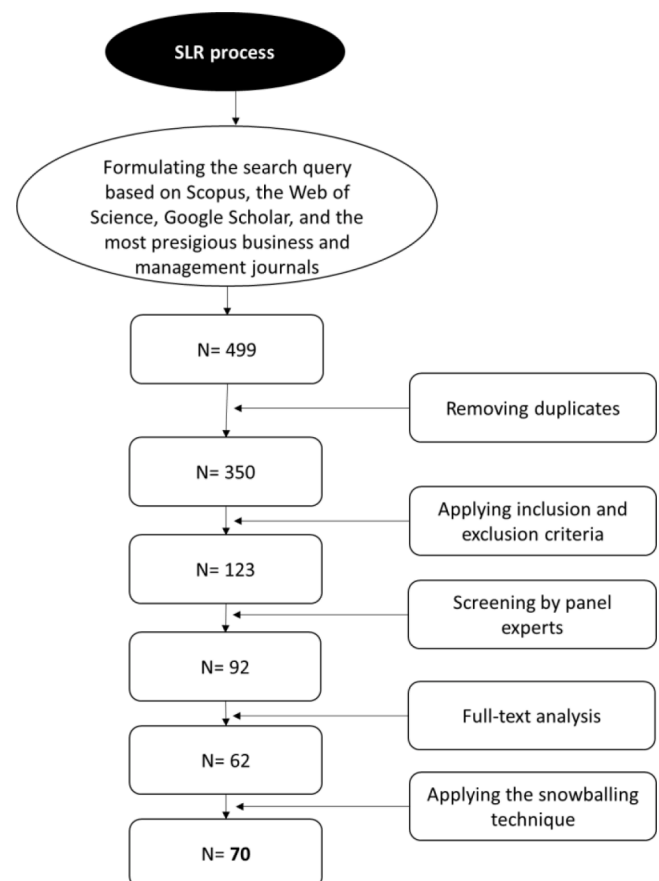 SLR process
Formulating the search query
based on Scopus, the Web of
Science, Google Scholar, and the
most presigious business and
management journals
N= 499
Removing duplicates
N= 350
Applying inclusion and
exclusion criteria
N= 123
Screening by panel
experts
N= 92
Full-text analysis
N= 62
Applying the snowballing
technique
N= 70